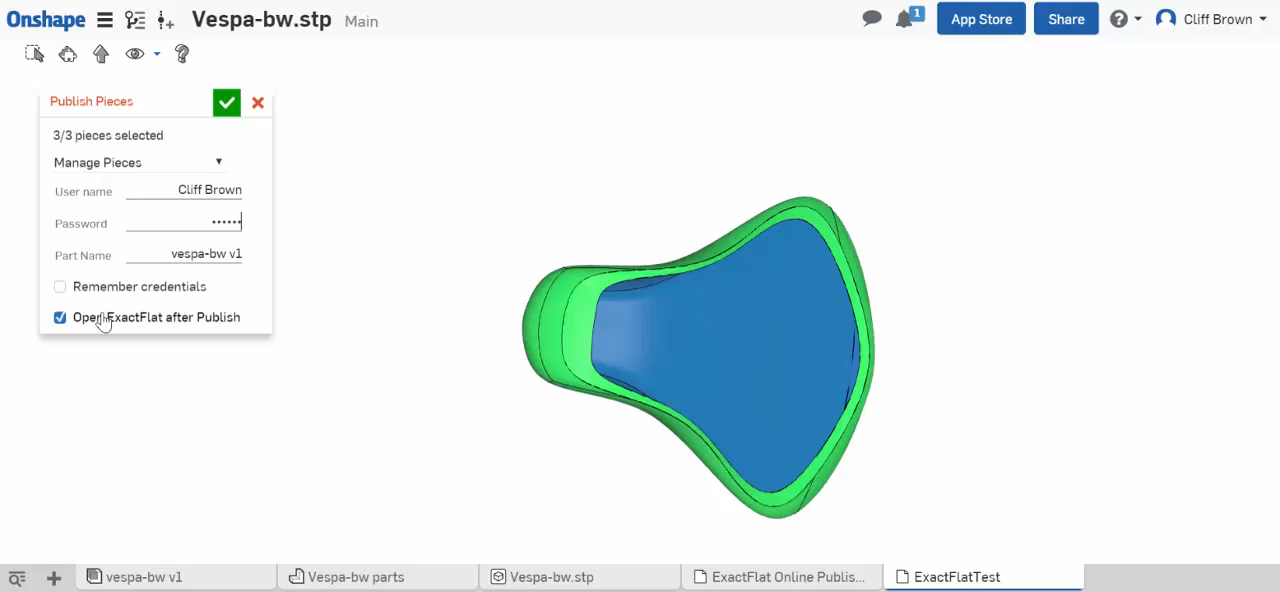 Onshape Vespa-bw.stp Main 1 App Store Share Cliff Brown
Publish Pieces
3/3 pieces selected
Manage Pieces
User name Cliff Brown
Password ••••••
Part Name vespa-bw v1
Remember credentials
Open ExactFlat after Publish
vespa-bw v1 Vespa-bw parts Vespa-bw.stp ExactFlat Online Publis... ExactFlatTest